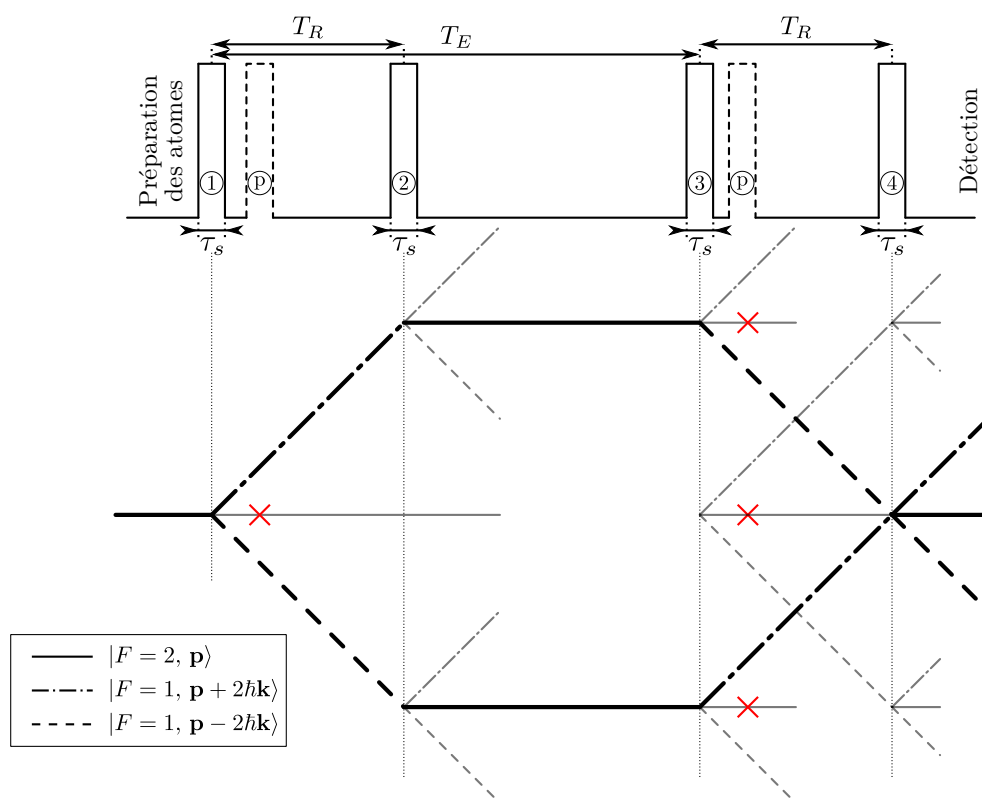 T_R
T_E
T_R
Préparation
des atomes
1
p
2
3
p
4
Détection
τ_s
τ_s
τ_s
τ_s
|F = 2, p⟩
|F = 1, p + 2ħk⟩
|F = 1, p − 2ħk⟩